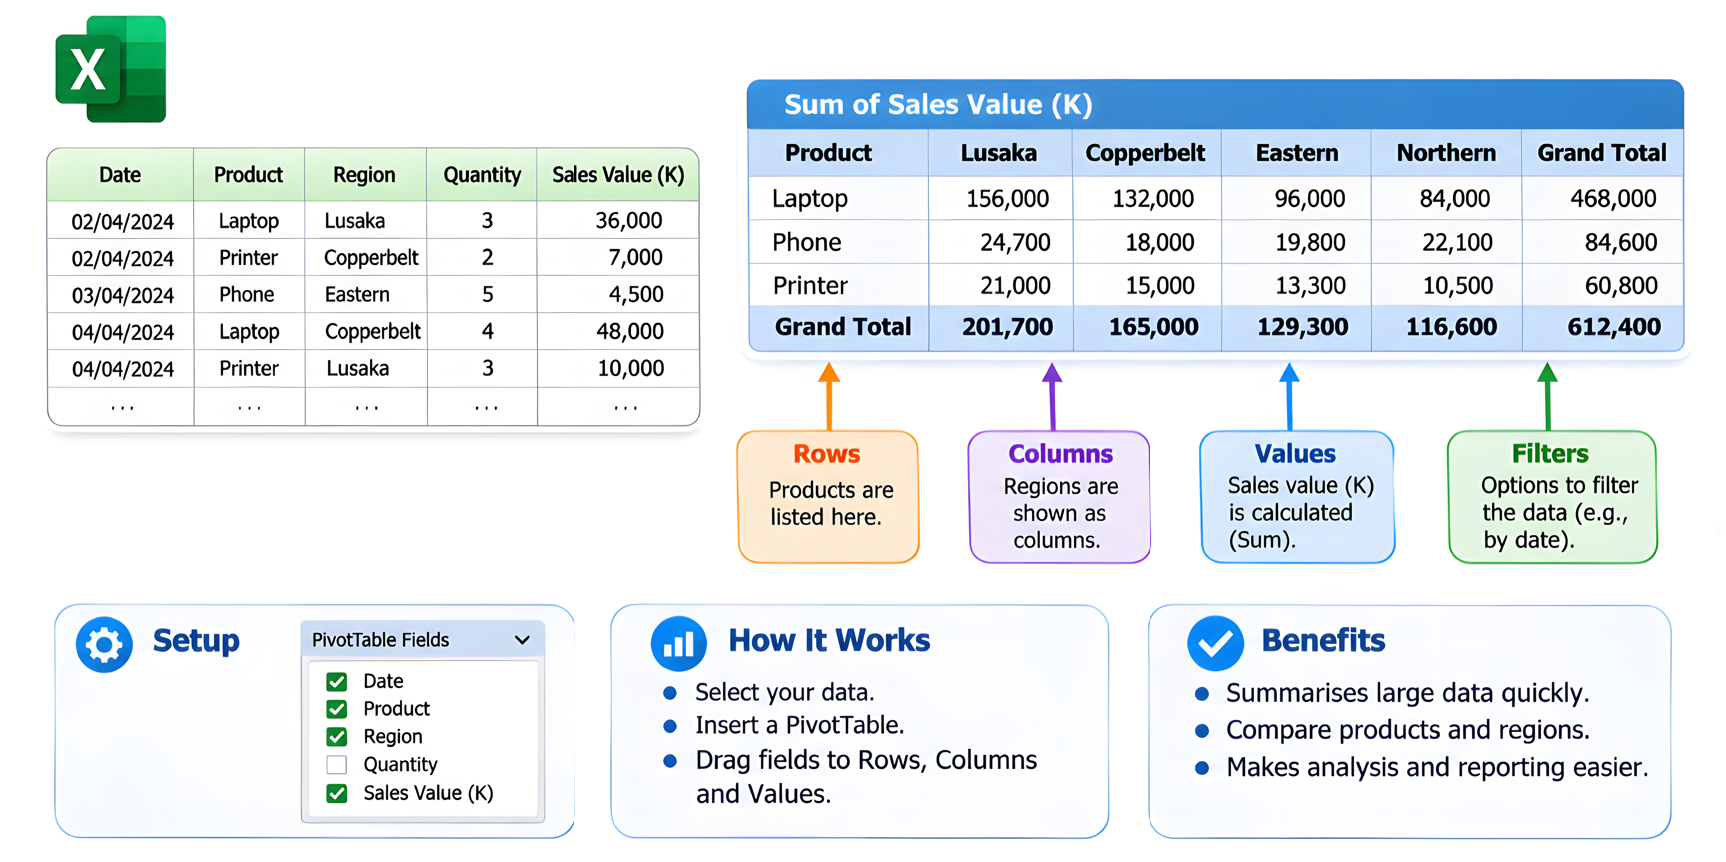 X
Date Product Region Quantity Sales Value (K)
02/04/2024 Laptop Lusaka 3 36,000
02/04/2024 Printer Copperbelt 2 7,000
03/04/2024 Phone Eastern 5 4,500
04/04/2024 Laptop Copperbelt 4 48,000
04/04/2024 Printer Lusaka 3 10,000
... ... ... ... ...
Sum of Sales Value (K)
Product Lusaka Copperbelt Eastern Northern Grand Total
Laptop 156,000 132,000 96,000 84,000 468,000
Phone 24,700 18,000 19,800 22,100 84,600
Printer 21,000 15,000 13,300 10,500 60,800
Grand Total 201,700 165,000 129,300 116,600 612,400
Rows
Products are
listed here.
Columns
Regions are
shown as
columns.
Values
Sales value (K)
is calculated
(Sum).
Filters
Options to filter
the data (e.g.,
by date).
Setup
PivotTable Fields
Date
Product
Region
Quantity
Sales Value (K)
How It Works
• Select your data.
• Insert a PivotTable.
• Drag fields to Rows, Columns
and Values.
Benefits
• Summarises large data quickly.
• Compare products and regions.
• Makes analysis and reporting easier.